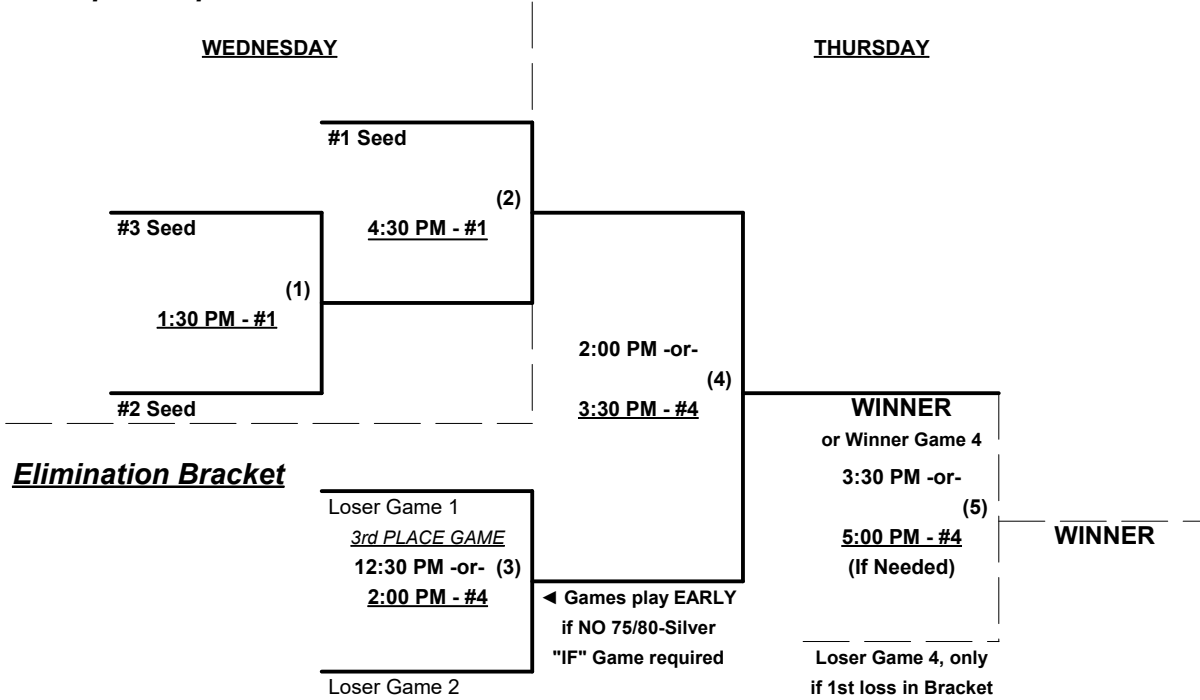 WEDNESDAY
THURSDAY
#1 Seed
(2)
4:30 PM - #1
#3 Seed
(1)
1:30 PM - #1
#2 Seed
2:00 PM -or-
(4)
3:30 PM - #4
WINNER
or Winner Game 4
3:30 PM -or-
(5)
5:00 PM - #4
(If Needed)
WINNER
Loser Game 4, only
if 1st loss in Bracket
Elimination Bracket
Loser Game 1
3rd PLACE GAME
12:30 PM -or- (3)
2:00 PM - #4
◄ Games play EARLY
if NO 75/80-Silver
"IF" Game required
Loser Game 2